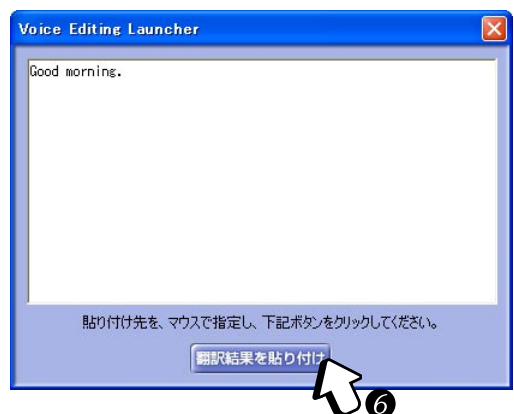 Voice Editing Launcher
Good morning.
貼り付け先を、マウスで指定し、下記ボタンをクリックしてください。
翻訳結果を貼り付け
6